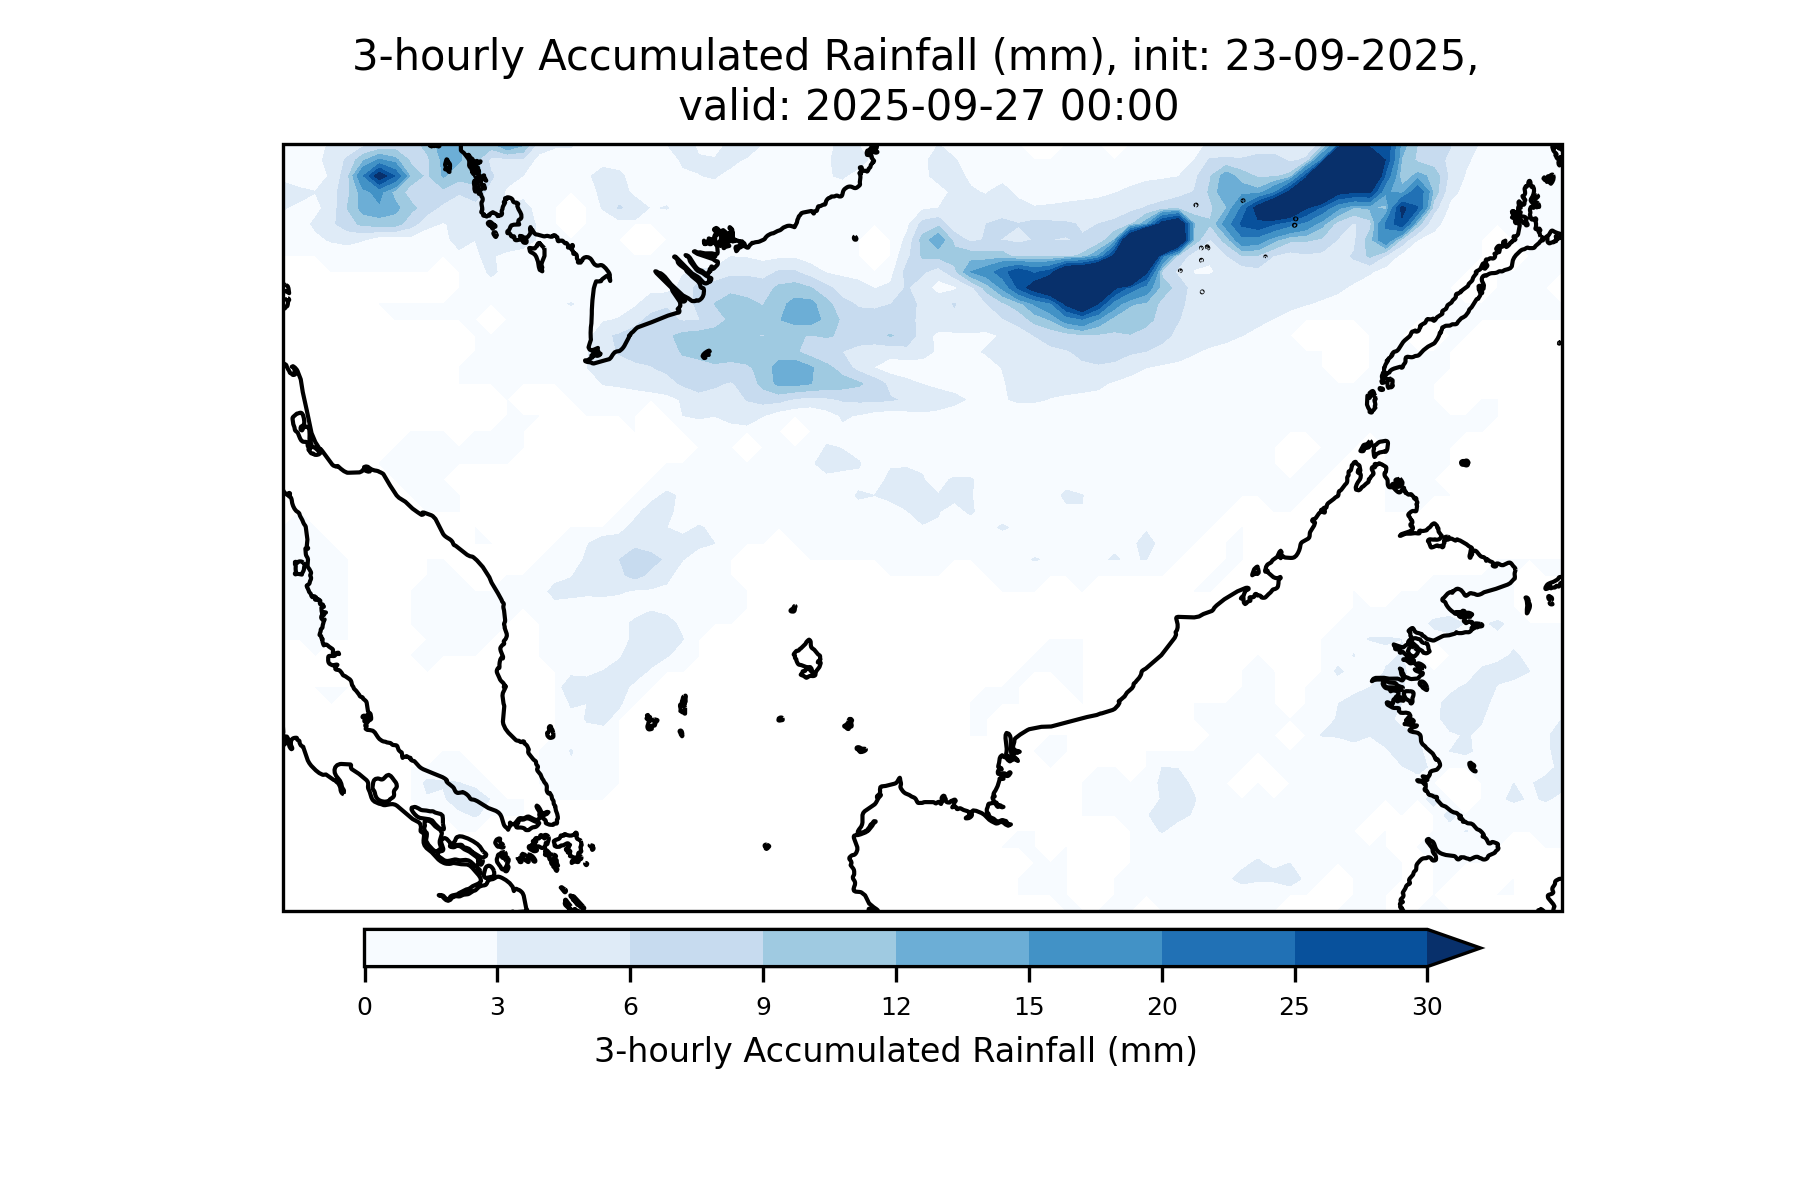 3-hourly Accumulated Rainfall (mm), init: 23-09-2025,
valid: 2025-09-27 00:00
0 3 6 9 12 15 20 25 30
3-hourly Accumulated Rainfall (mm)